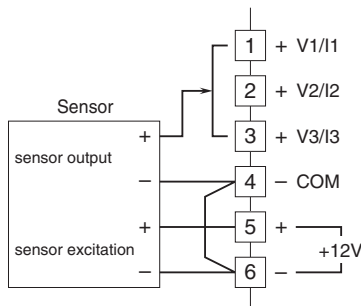 1 + V1/I1
2 + V2/I2
Sensor
3 + V3/I3
+
sensor output
− 4 − COM
+ 5 +
+12V
sensor excitation
− 6 −